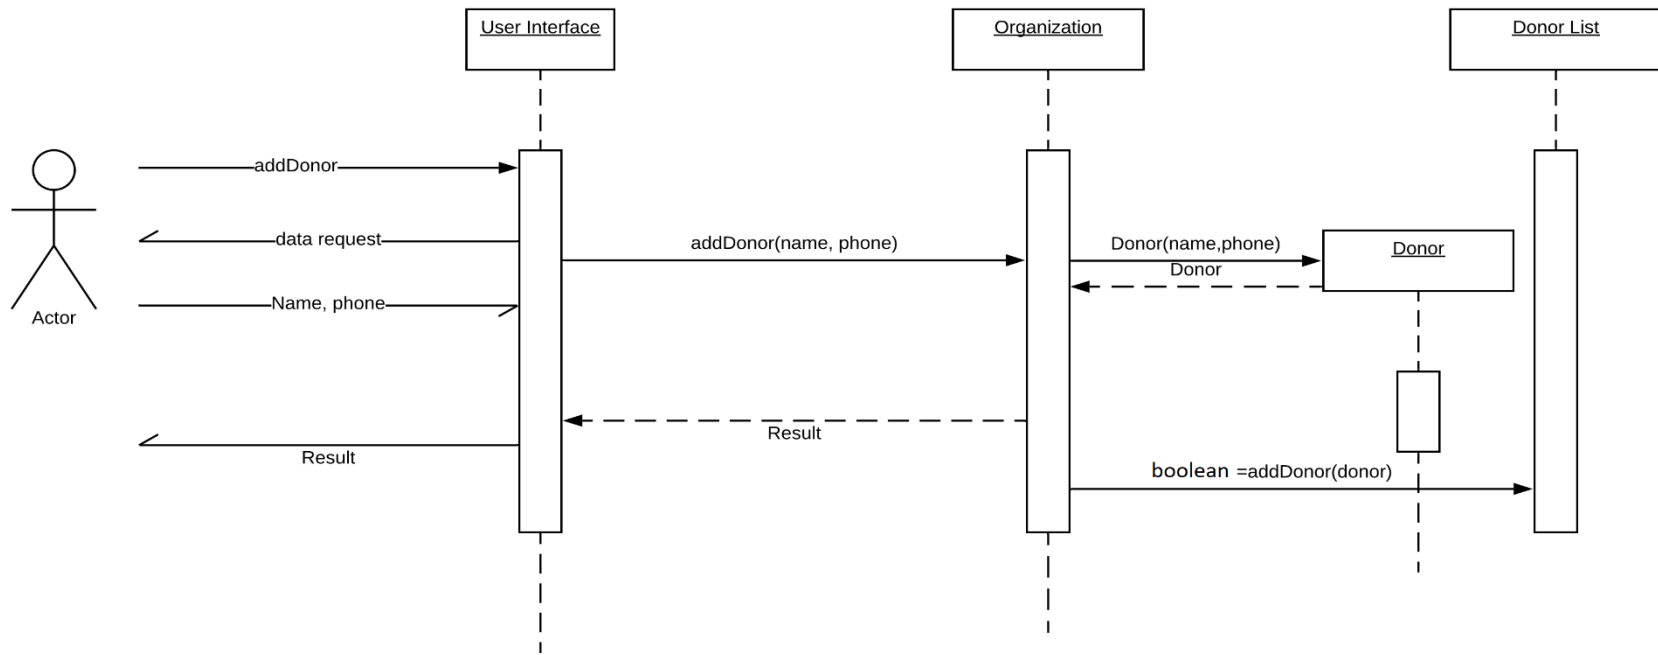 User Interface
Organization
Donor List
addDonor
data request
addDonor(name, phone)
Donor(name,phone)
Donor
Donor
Name, phone
Actor
Result
Result
boolean =addDonor(donor)